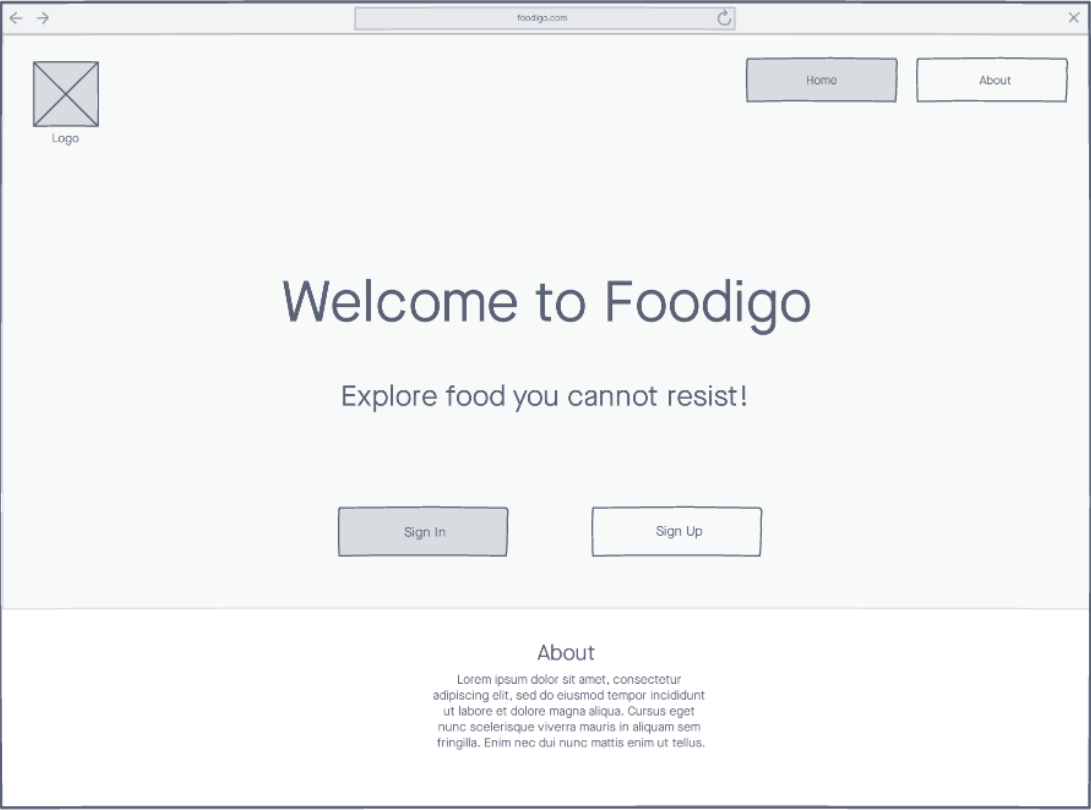 foodigo.com
Logo
Home
About
Welcome to Foodigo
Explore food you cannot resist!
Sign In
Sign Up
About
Lorem ipsum dolor sit amet, consectetur
adipiscing elit, sed do eiusmod tempor incididunt
ut labore et dolore magna aliqua. Cursus eget
nunc scelerisque viverra mauris in aliquam sem
fringilla. Enim nec dui nunc mattis enim ut tellus.